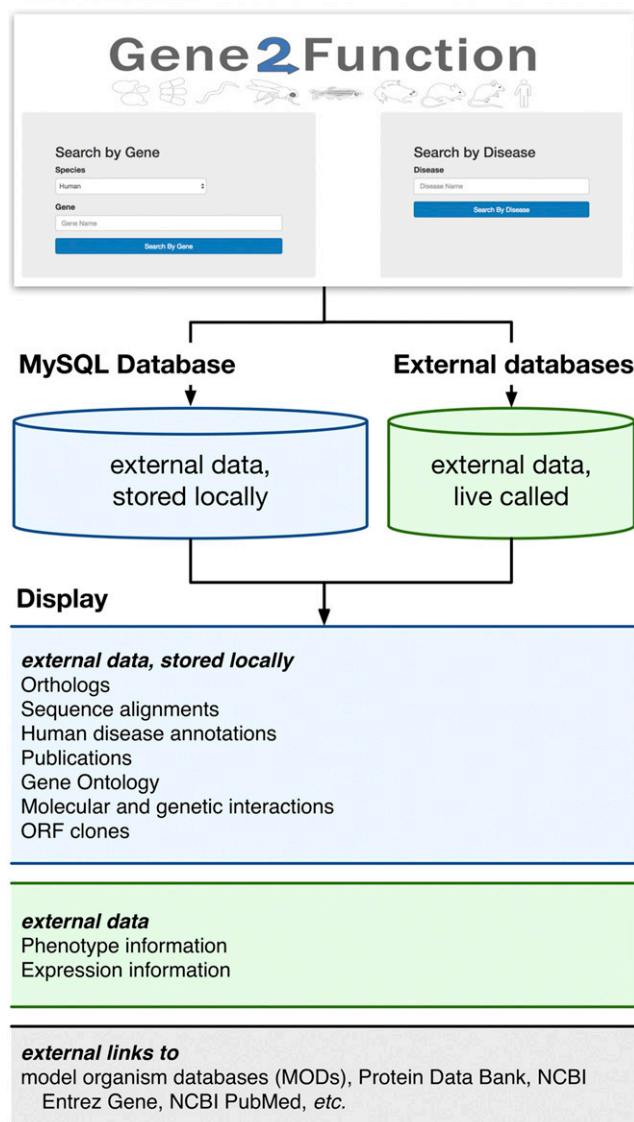 Gene2Function
Search by Gene
Species
Human
Gene
Gene Name
Search By Gene
Search by Disease
Disease
Disease Name
Search By Disease
MySQL Database
External databases
external data,
stored locally
external data,
live called
Display
external data, stored locally
Orthologs
Sequence alignments
Human disease annotations
Publications
Gene Ontology
Molecular and genetic interactions
ORF clones
external data
Phenotype information
Expression information
external links to
model organism databases (MODs), Protein Data Bank, NCBI
Entrez Gene, NCBI PubMed, etc.